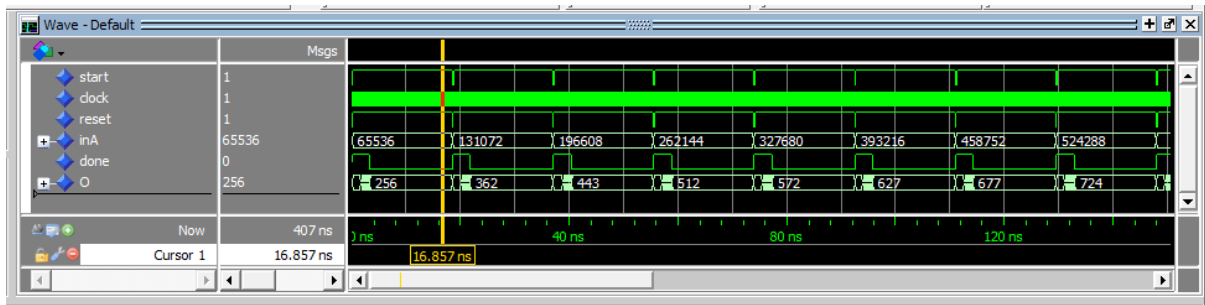 Wave - Default
Msgs
start 1
clock 1
reset 1
inA 65536 65536 131072 196608 262144 327680 393216 458752 524288
done 0
O 256 256 362 443 512 572 627 677 724
Now 407 ns ns 40 ns 80 ns 120 ns
Cursor 1 16.857 ns 16.857 ns